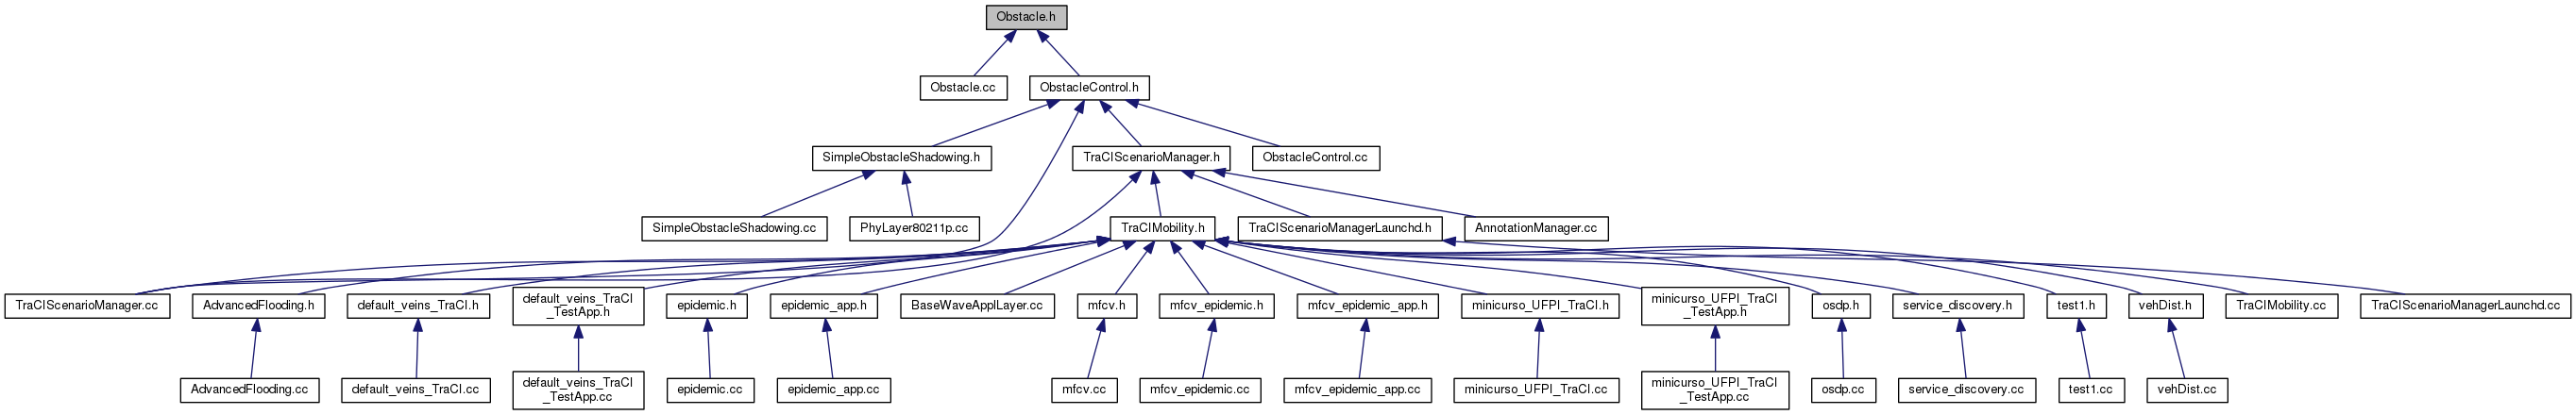 Obstacle.h
Obstacle.cc
ObstacleControl.h
SimpleObstacleShadowing.h
TraCIScenarioManager.h
ObstacleControl.cc
SimpleObstacleShadowing.cc
PhyLayer80211p.cc
TraCIMobility.h
TraCIScenarioManagerLaunchd.h
AnnotationManager.cc
TraCIScenarioManager.cc
AdvancedFlooding.h
default_veins_TraCI.h
default_veins_TraCI
_TestApp.h
epidemic.h
epidemic_app.h
BaseWaveApplLayer.cc
mfcv.h
mfcv_epidemic.h
mfcv_epidemic_app.h
minicurso_UFPI_TraCI.h
minicurso_UFPI_TraCI
_TestApp.h
osdp.h
service_discovery.h
test1.h
vehDist.h
TraCIMobility.cc
TraCIScenarioManagerLaunchd.cc
AdvancedFlooding.cc
default_veins_TraCI.cc
default_veins_TraCI
_TestApp.cc
epidemic.cc
epidemic_app.cc
mfcv.cc
mfcv_epidemic.cc
mfcv_epidemic_app.cc
minicurso_UFPI_TraCI.cc
minicurso_UFPI_TraCI
_TestApp.cc
osdp.cc
service_discovery.cc
test1.cc
vehDist.cc